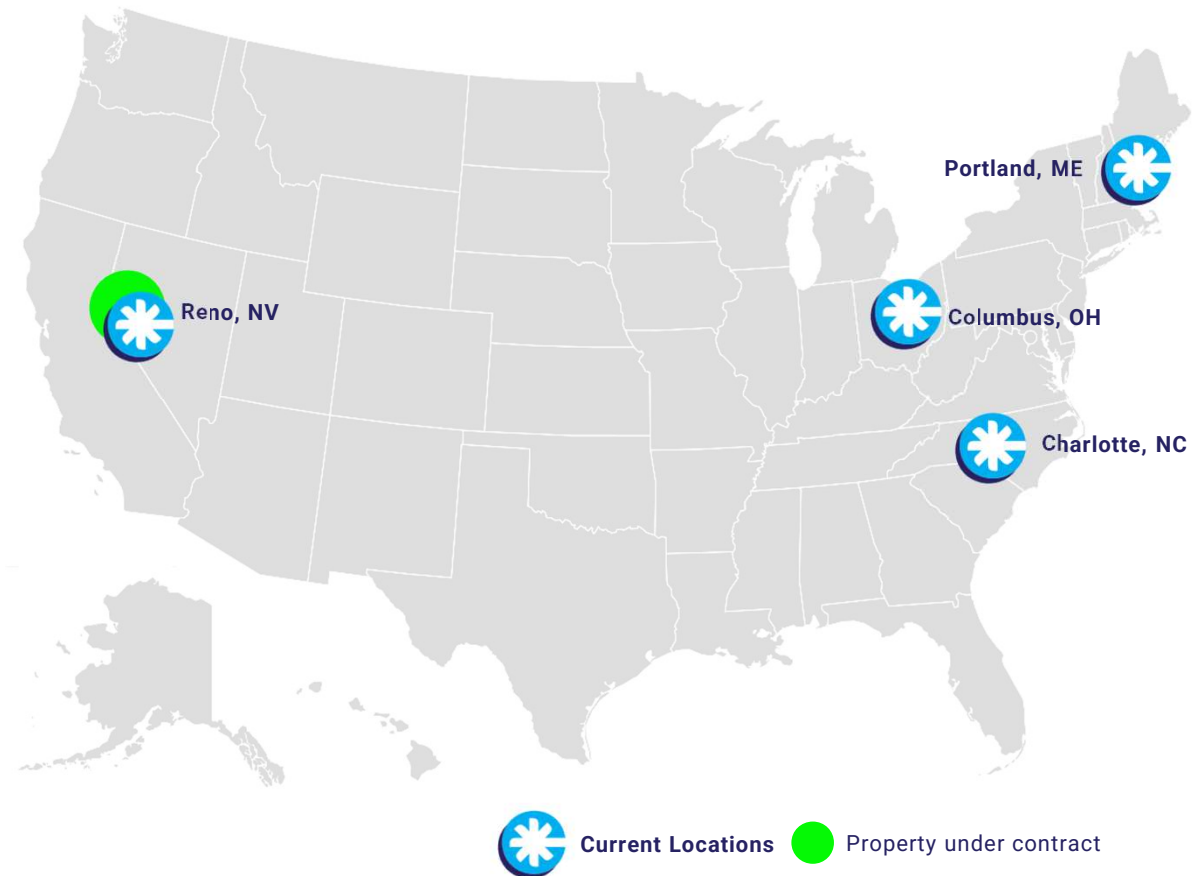 Portland, ME
Reno, NV
Columbus, OH
Charlotte, NC
Current Locations
Property under contract